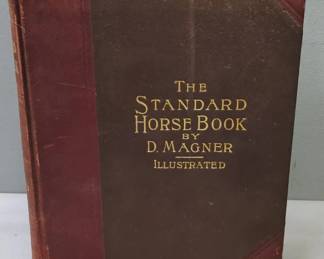 THE
STANDARD
HORSE BOOK
BY
D. MAGNER
ILLUSTRATED